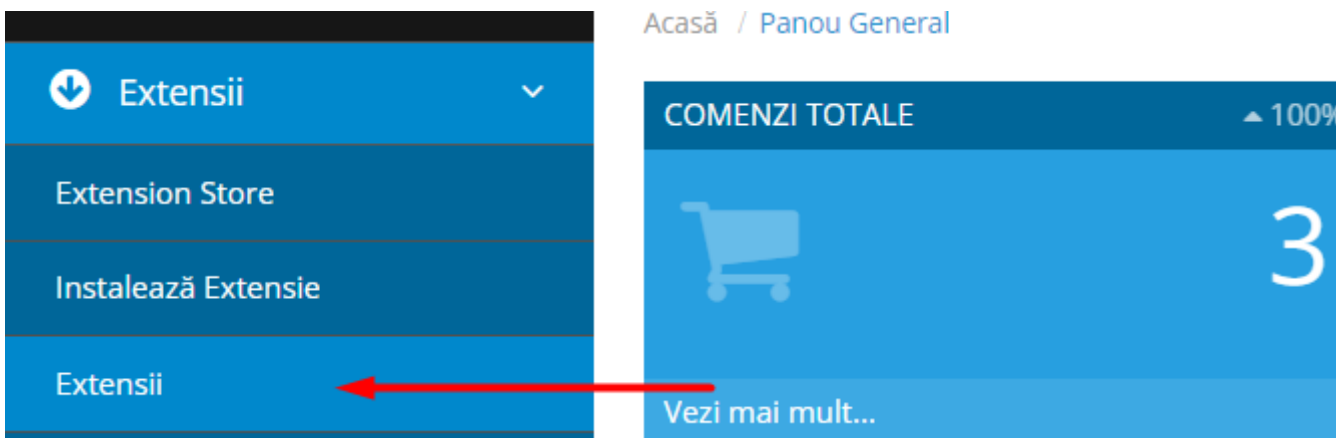 Extensii
Extension Store
Instalează Extensie
Extensii
Acasă / Panou General
COMENZI TOTALE 100%
3
Vezi mai mult...